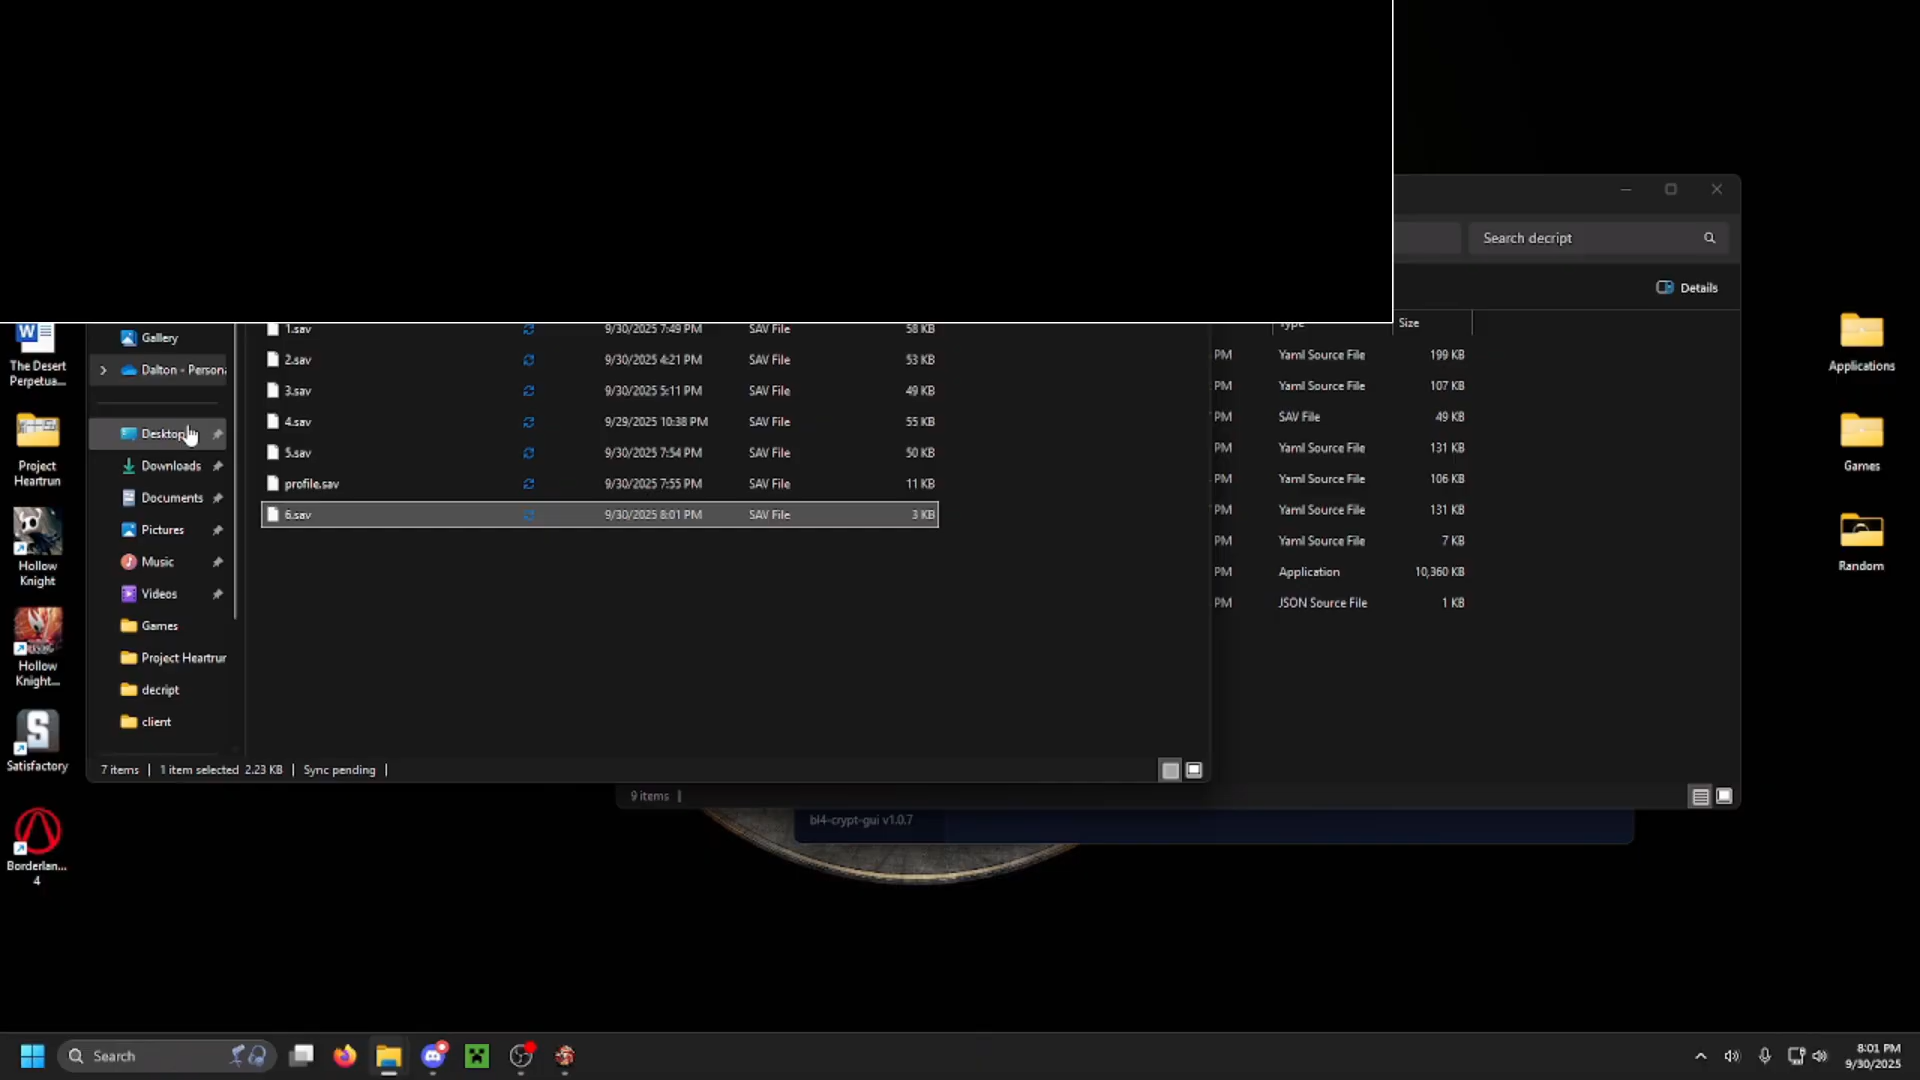 Search decript
Details
Type
Size
Gallery
Dalton - Persona
Desktop
Downloads
Documents
Pictures
Music
Videos
Games
Project Heartrun
decript
client
1.sav 9/30/2025 7:49 PM SAV File 58 KB
2.sav 9/30/2025 4:21 PM SAV File 53 KB
3.sav 9/30/2025 5:11 PM SAV File 49 KB
4.sav 9/29/2025 10:38 PM SAV File 55 KB
5.sav 9/30/2025 7:54 PM SAV File 50 KB
profile.sav 9/30/2025 7:55 PM SAV File 11 KB
6.sav 9/30/2025 8:01 PM SAV File 3 KB
7 items 1 item selected 2.23 KB Sync pending
PM Yaml Source File 199 KB
PM Yaml Source File 107 KB
PM SAV File 49 KB
PM Yaml Source File 131 KB
PM Yaml Source File 106 KB
PM Yaml Source File 131 KB
PM Yaml Source File 7 KB
PM Application 10,360 KB
PM JSON Source File 1 KB
9 items
bl4-crypt-gui v1.0.7
W
The Desert
Perpetua...
Project
Heartrun
Hollow
Knight
Hollow
Knight...
Satisfactory
Borderlan...
4
Applications
Games
Random
Search
8:01 PM
9/30/2025